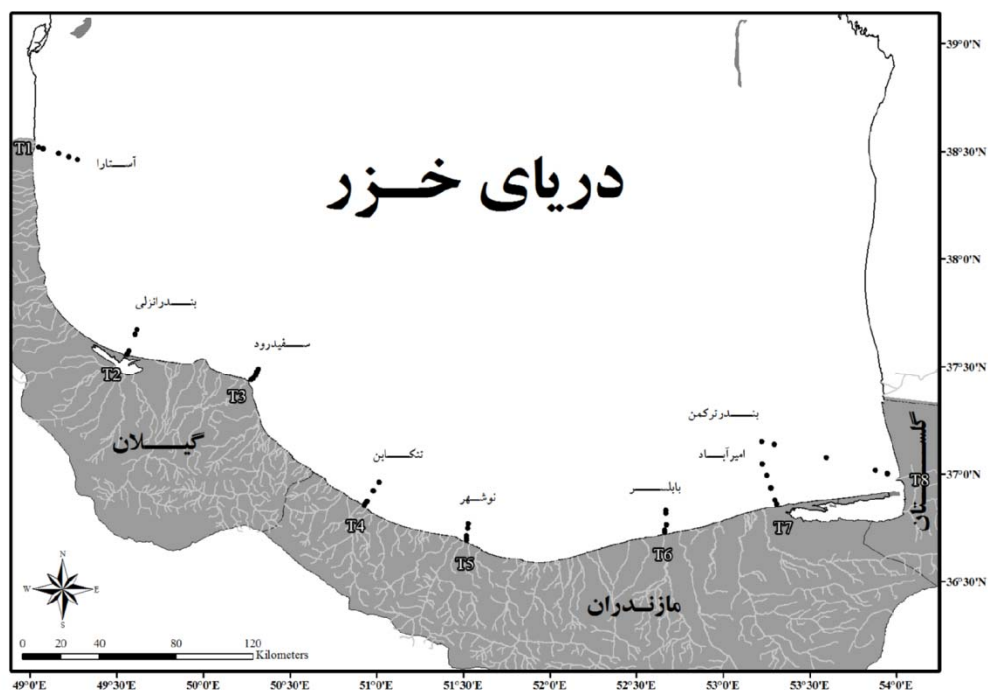 39°0'N
T1
آستارا
38°30'N
دریای خزر
38°0'N
بندرانزلی
سفیدرود
T2
37°30'N
T3
گیلان
بندرترکمن
گلستان
تنکابن
امیرآباد
37°0'N
T8
نوشهر
بابلسر
T4
T7
T5
T6
مازندران
36°30'N
N
W E
S
0 20 40 80 120
Kilometers
49°0'E 49°30'E 50°0'E 50°30'E 51°0'E 51°30'E 52°0'E 52°30'E 53°0'E 53°30'E 54°0'E